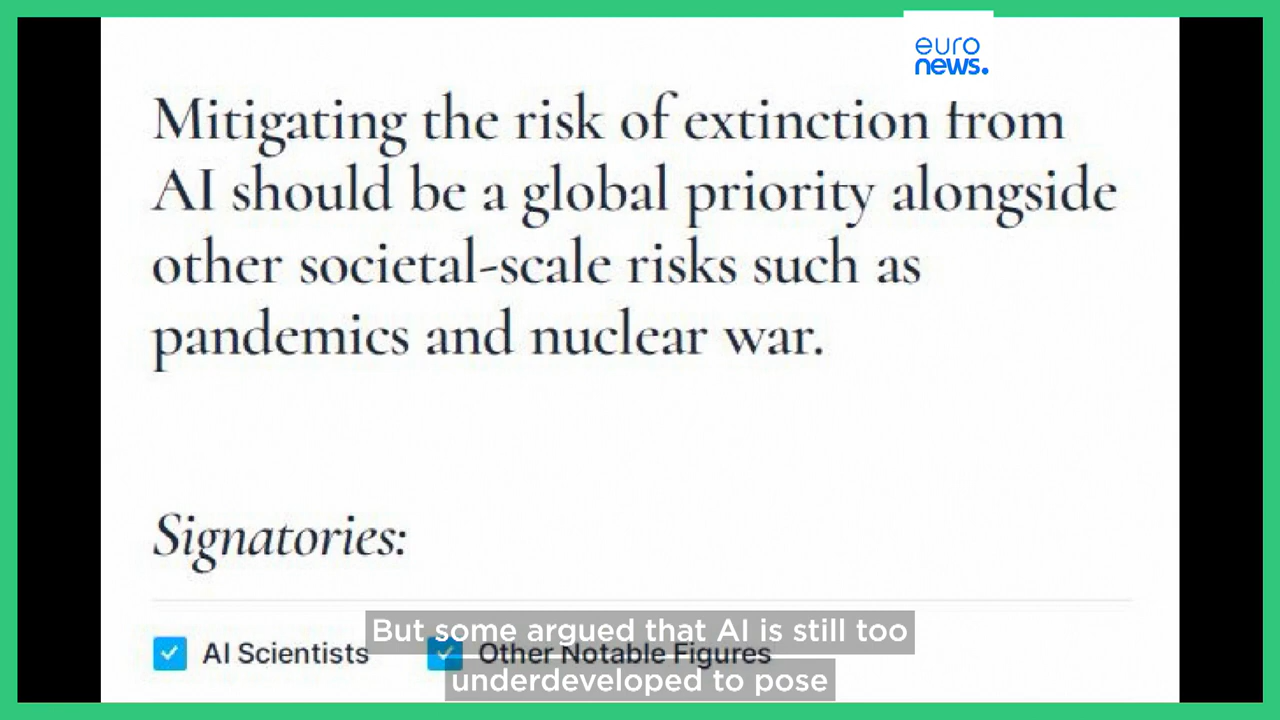 euro
news.
Mitigating the risk of extinction from
AI should be a global priority alongside
other societal-scale risks such as
pandemics and nuclear war.
Signatories:
AI Scientists
Other Notable Figures
But some argued that AI is still too
underdeveloped to pose